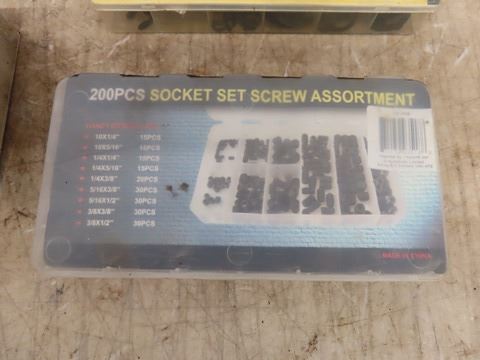 200PCS SOCKET SET SCREW ASSORTMENT
10X1/4" 15PCS
10X5/16" 15PCS
1/4X1/4" 15PCS
1/4X5/16" 15PCS
1/4X3/8" 20PCS
5/16X3/8" 30PCS
5/16X1/2" 30PCS
3/8X3/8" 30PCS
3/8X1/2" 30PCS
MADE IN CHINA